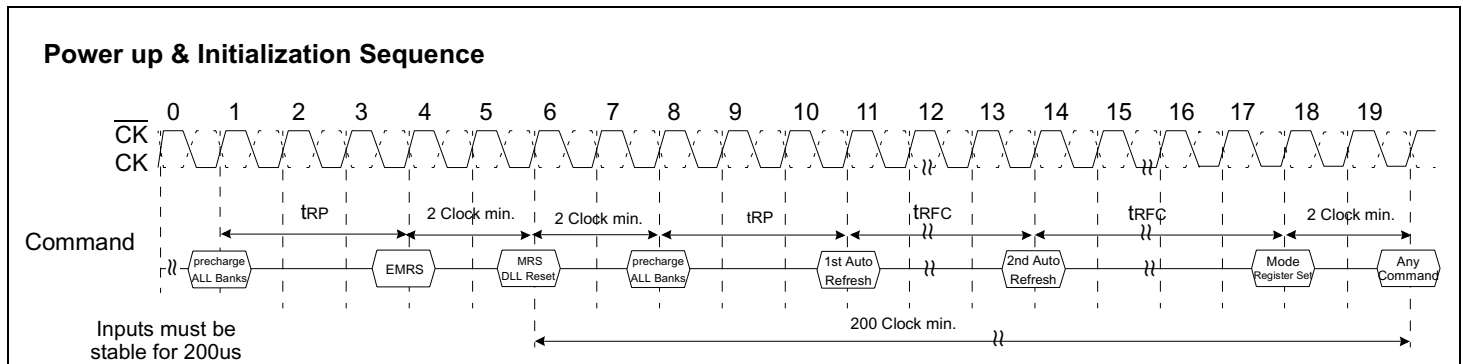 Power up & Initialization Sequence
0 1 2 3 4 5 6 7 8 9 10 11 12 13 14 15 16 17 18 19
CK
CK
tRP 2 Clock min. 2 Clock min. tRP tRFC tRFC 2 Clock min.
Command
precharge
ALL Banks
EMRS
MRS
DLL Reset
precharge
ALL Banks
1st Auto
Refresh
2nd Auto
Refresh
Mode
Register Set
Any
Command
200 Clock min.
Inputs must be
stable for 200us